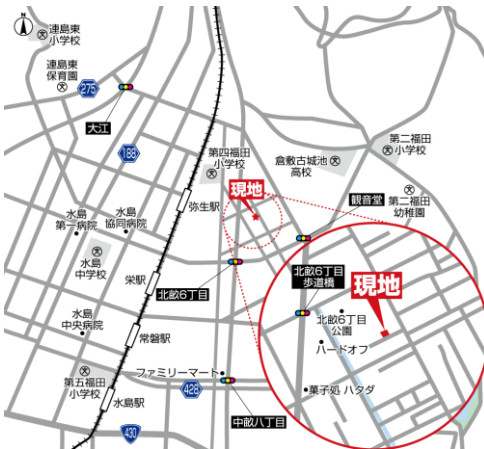 連島東
小学校
連島東
保育園
275
大江
188
第四福田
小学校
倉敷古城池
高校
第二福田
小学校
第二福田
幼稚園
現地
観音堂
弥生駅
水島
第一病院
水島
協同病院
水島
中学校
栄駅
北畝6丁目
北畝6丁目
歩道橋
現地
水島
中央病院
常盤駅
北畝6丁目
公園
ハードオフ
ファミリーマート
第五福田
小学校
428
菓子処 ハタダ
水島駅
中畝八丁目
430